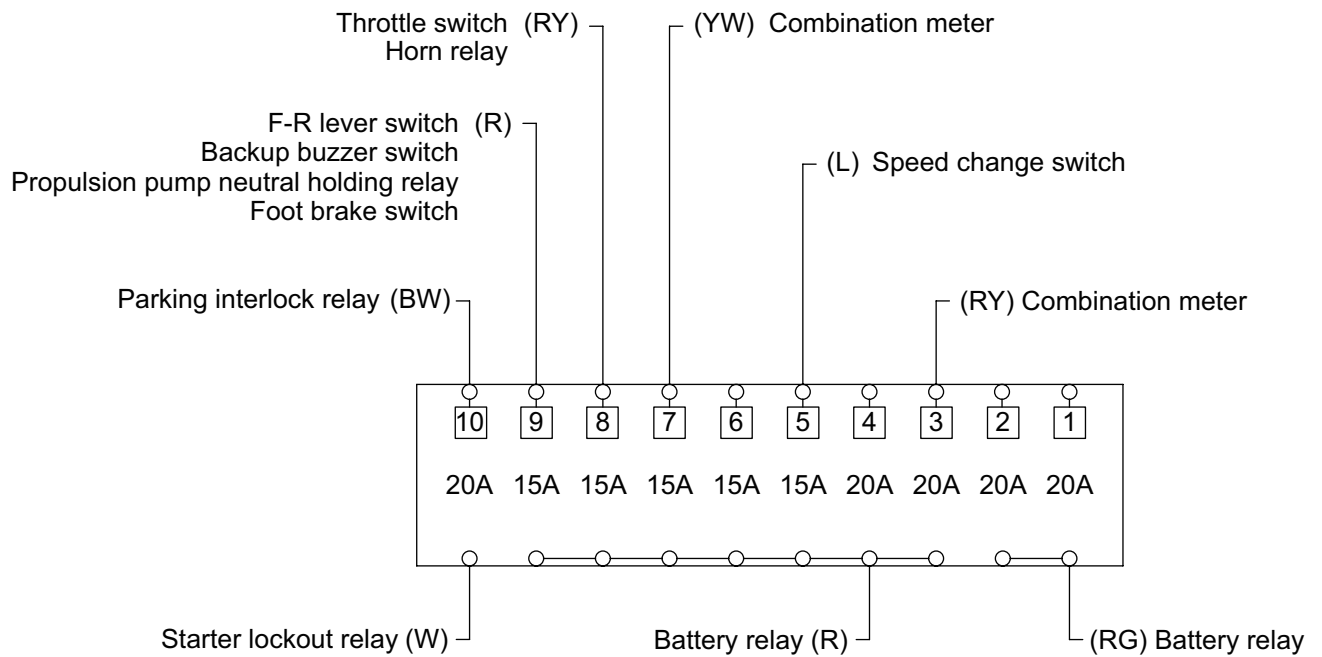 Throttle switch (RY)
Horn relay
(YW) Combination meter
F-R lever switch (R)
Backup buzzer switch
Propulsion pump neutral holding relay
Foot brake switch
(L) Speed change switch
Parking interlock relay (BW)
(RY) Combination meter
10 9 8 7 6 5 4 3 2 1
20A 15A 15A 15A 15A 15A 20A 20A 20A 20A
Starter lockout relay (W)
Battery relay (R)
(RG) Battery relay